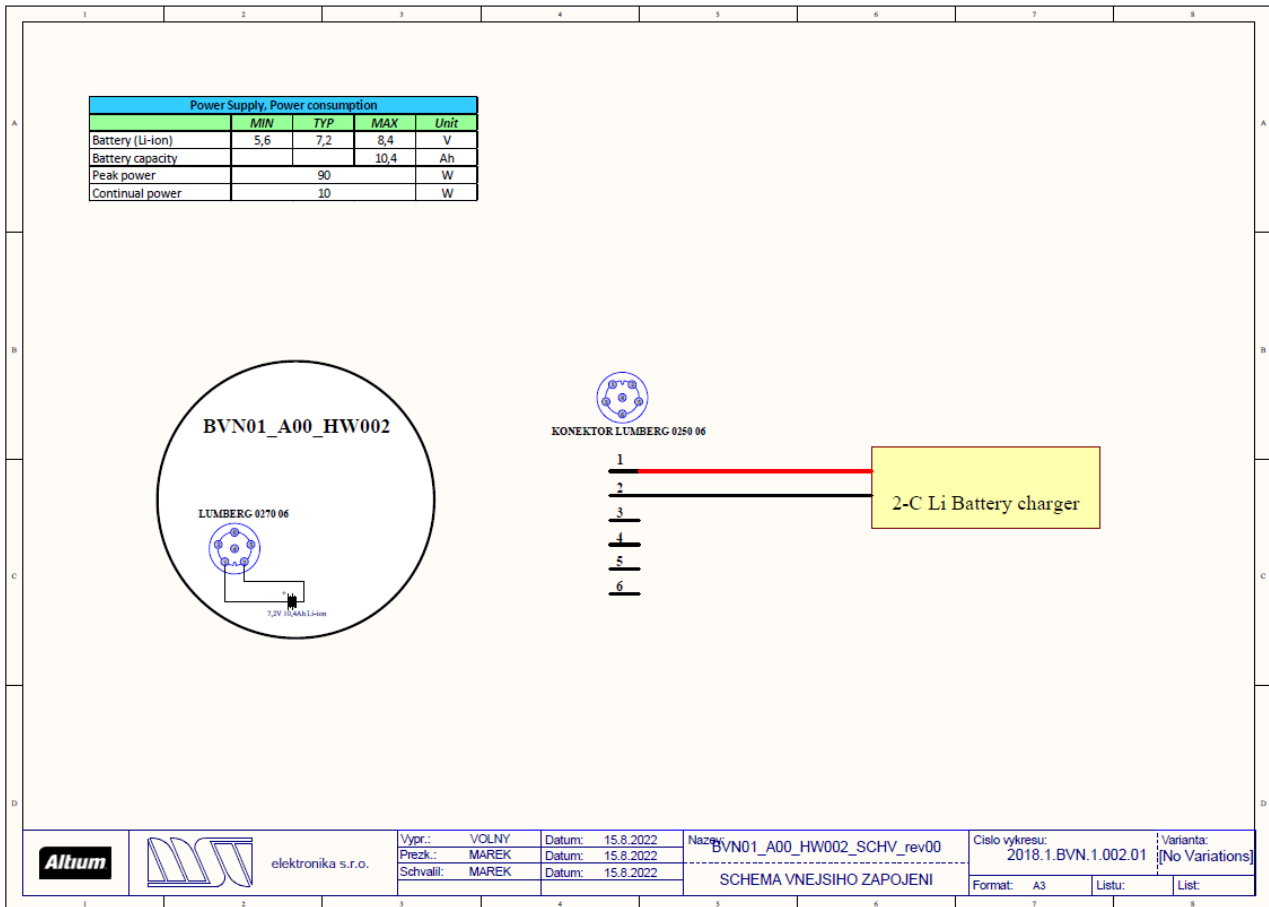 1 2 3 4 5 6 7 8
A A
Power Supply, Power consumption
MIN TYP MAX Unit
Battery (Li-ion) 5,6 7,2 8,4 V
Battery capacity 10,4 Ah
Peak power 90 W
Continual power 10 W
B B
BVN01_A00_HW002
LUMBERG 0270 06
+
7,2V 10,4Ah Li-ion
KONEKTOR LUMBERG 0250 06
1
2
3
4
5
6
2-C Li Battery charger
C C
D D
Altium
elektronika s.r.o.
Vypr.: VOLNY Datum: 15.8.2022
Prezk.: MAREK Datum: 15.8.2022
Schvalil: MAREK Datum: 15.8.2022
Nazev: BVN01_A00_HW002_SCHV_rev00
SCHEMA VNEJSIHO ZAPOJENI
Cislo vykresu:
2018.1.BVN.1.002.01
Varianta:
[No Variations]
Format: A3 Listu: List:
1 2 3 4 5 6 7 8